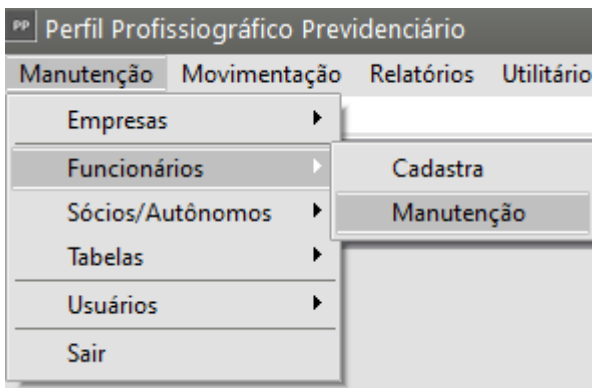 PP Perfil Profissiográfico Previdenciário
Manutenção Movimentação Relatórios Utilitário
Empresas
Funcionários Cadastra
Sócios/Autônomos Manutenção
Tabelas
Usuários
Sair